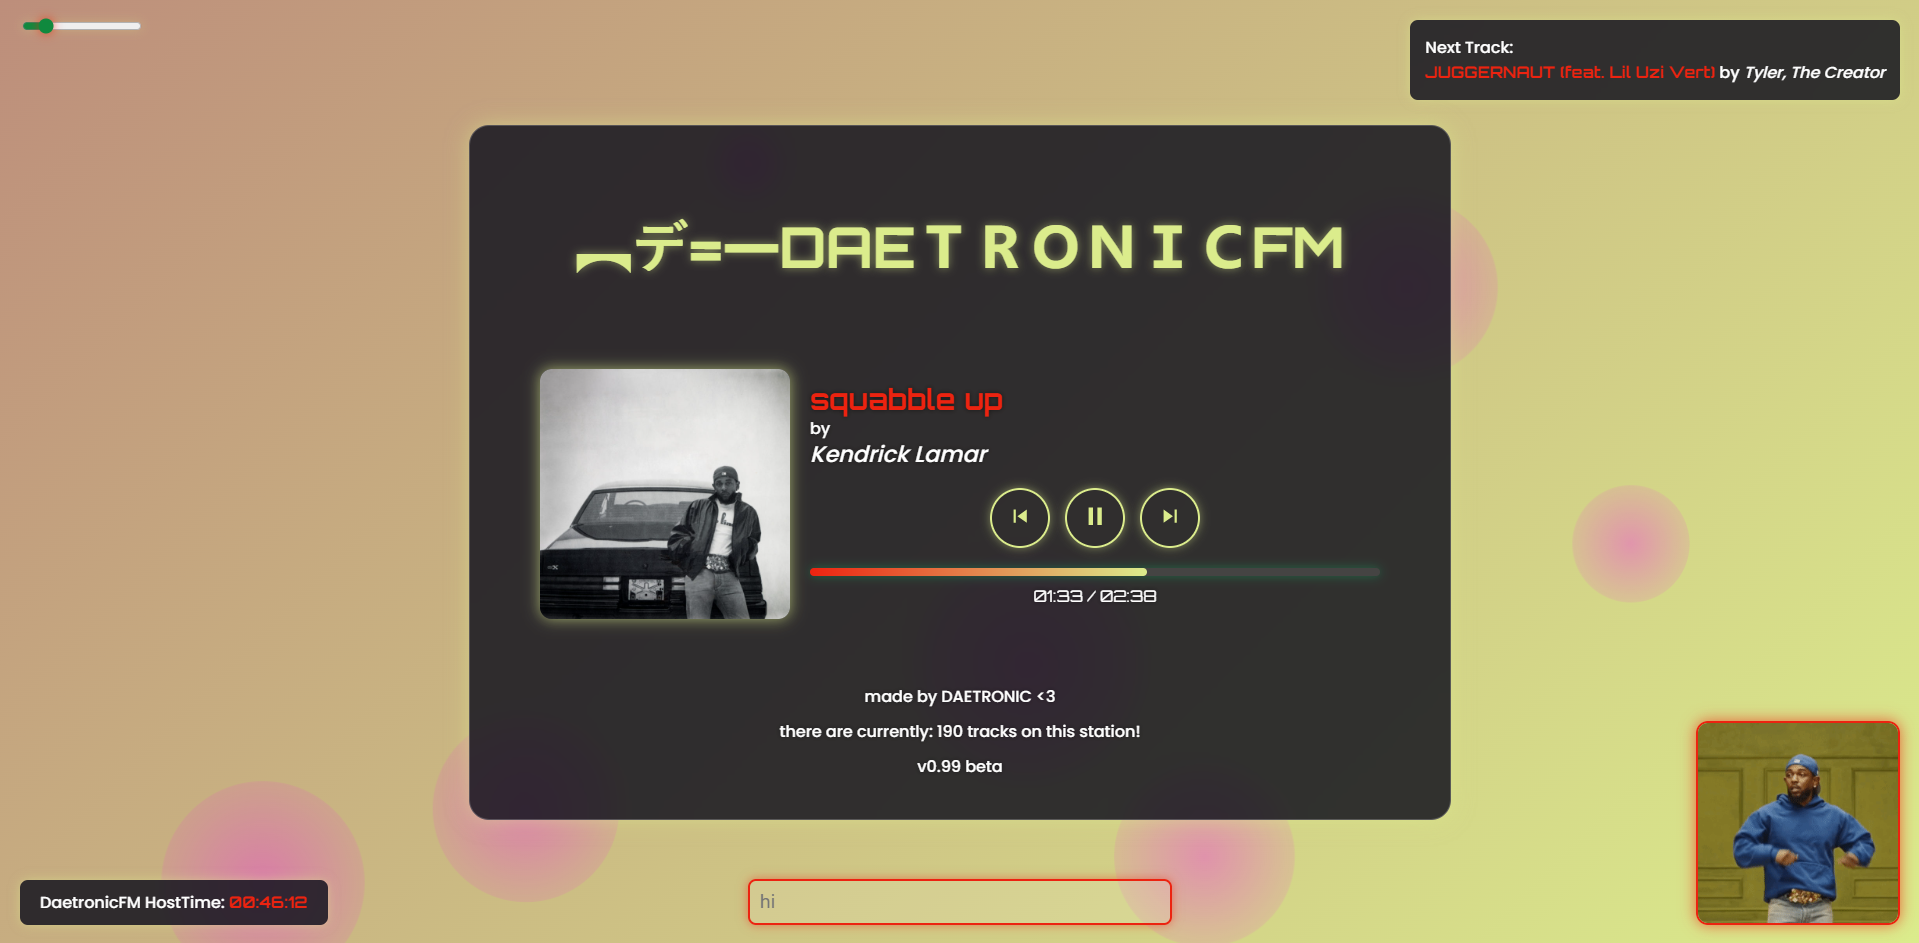 Next Track:
JUGGERNAUT (feat. Lil Uzi Vert) by Tyler, The Creator
︻デ═一DAEＴＲＯＮＩＣFM
squabble up
by
Kendrick Lamar
01:33 / 02:38
made by DAETRONIC <3
there are currently: 190 tracks on this station!
v0.99 beta
DaetronicFM HostTime: 00:46:12
hi